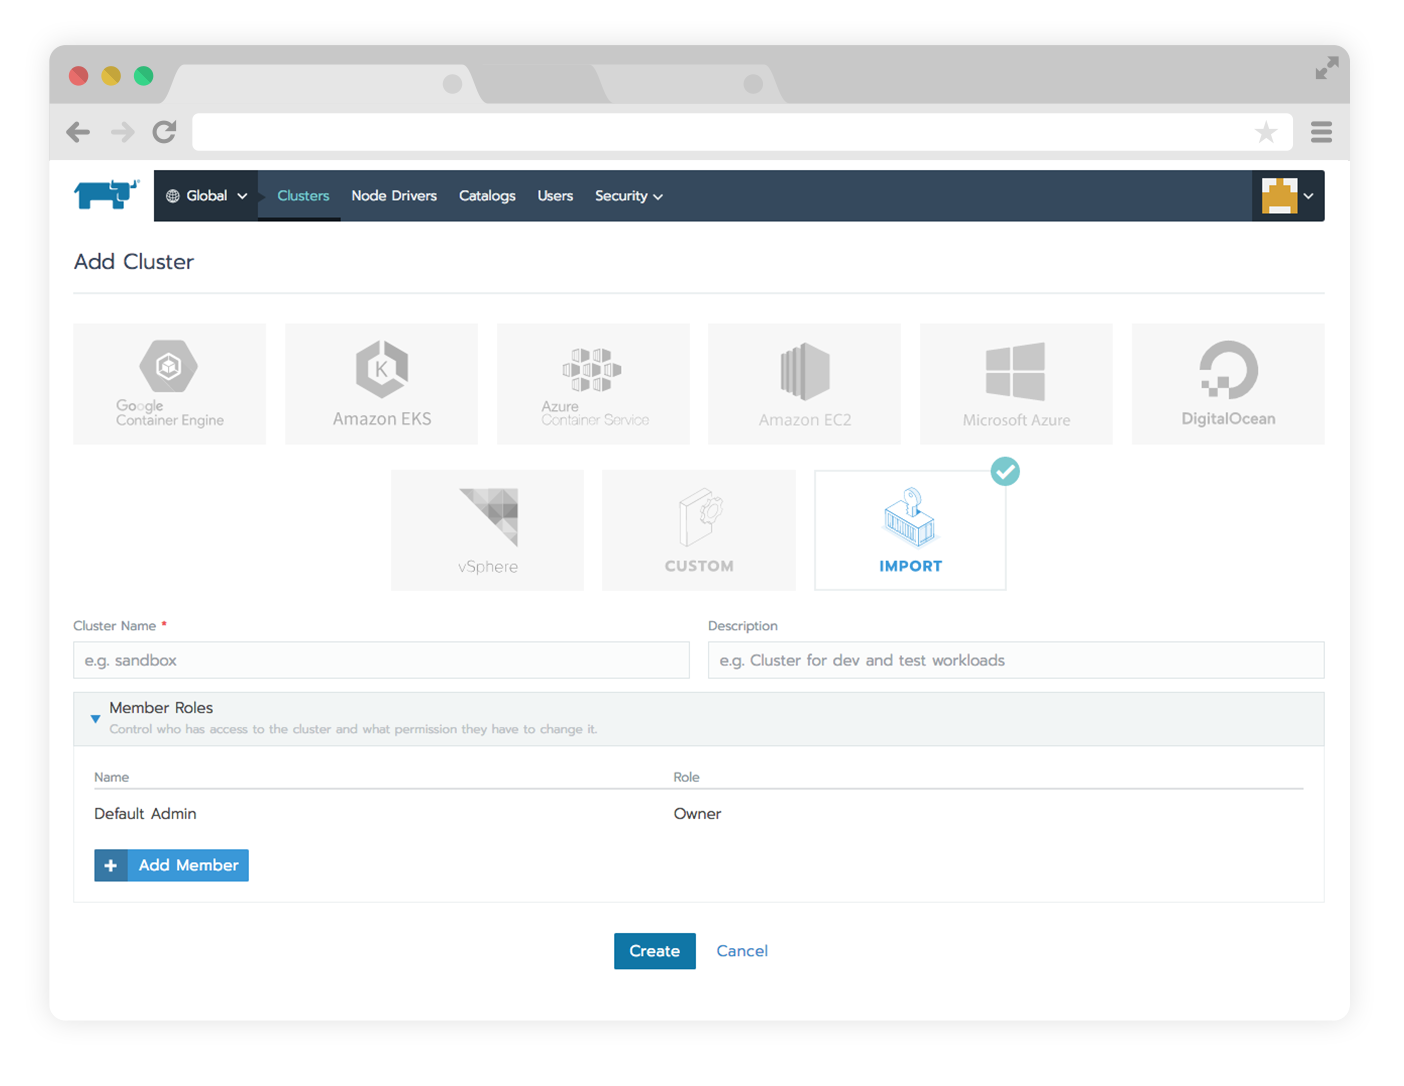 Global Clusters Node Drivers Catalogs Users Security
Add Cluster
Google
Container Engine
K
Amazon EKS
Azure
Container Service
Amazon EC2
Microsoft Azure
DigitalOcean
vSphere
CUSTOM
IMPORT
Cluster Name *
Description
e.g. sandbox
e.g. Cluster for dev and test workloads
Member Roles
Control who has access to the cluster and what permission they have to change it.
Name Role
Default Admin Owner
+ Add Member
Create Cancel